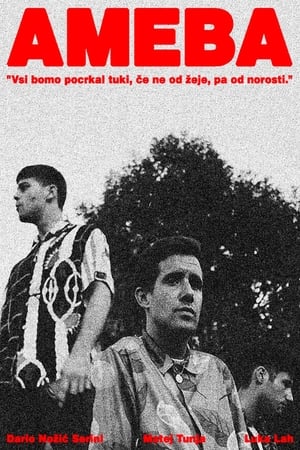 AMEBA
"Vsi bomo pocrkal tuki, če ne od žeje, pa od norosti."
Dario Nožić Serini Matej Tunja Luka Lah